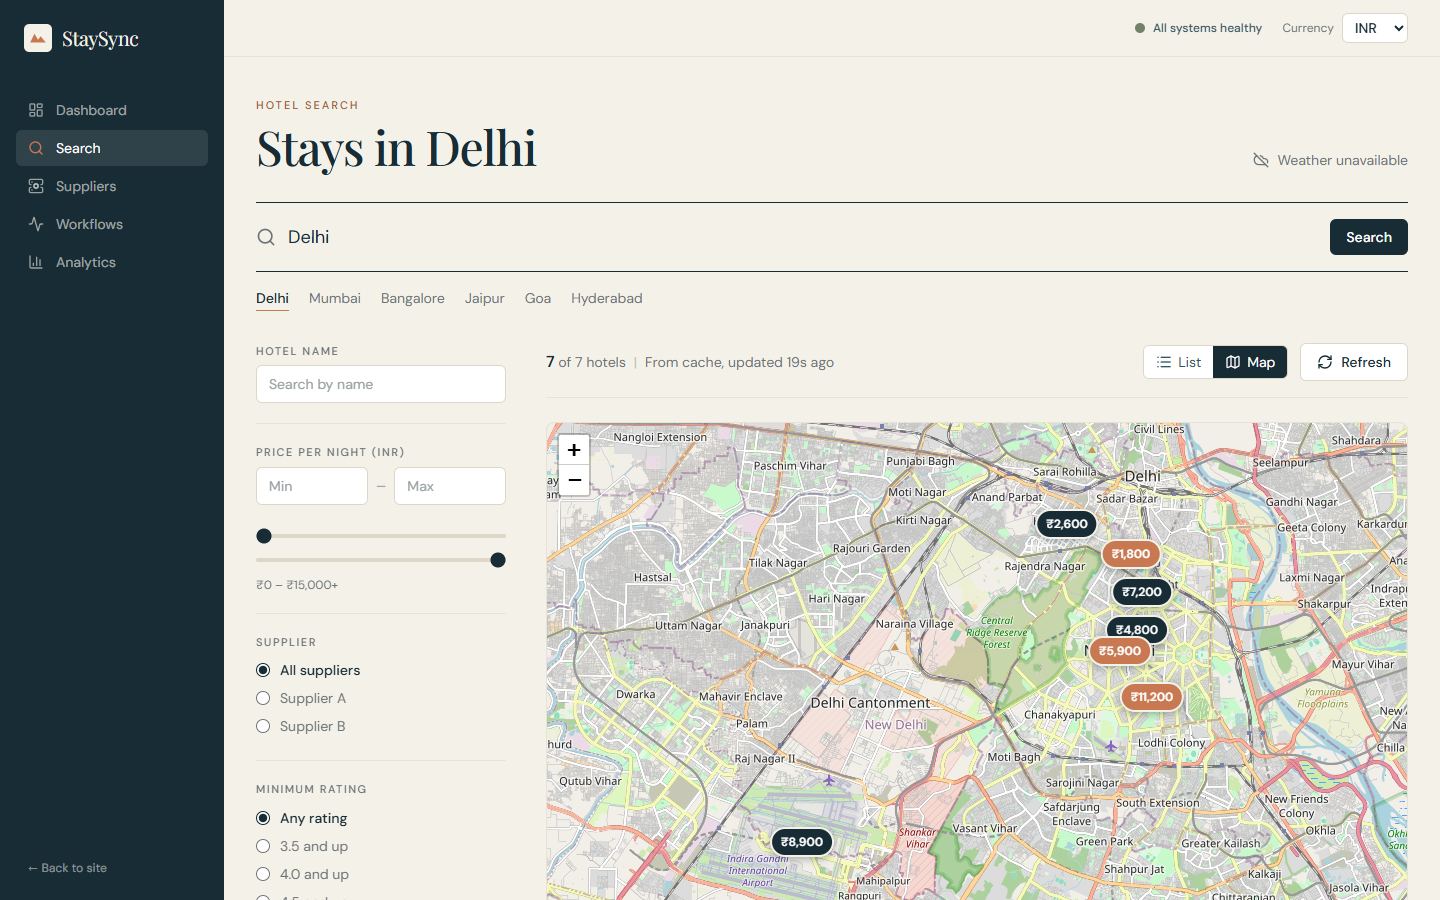 StaySync
Dashboard
Search
Suppliers
Workflows
Analytics
← Back to site
All systems healthy
Currency
INR
HOTEL SEARCH
Stays in Delhi
Weather unavailable
Delhi
Search
Delhi
Mumbai
Bangalore
Jaipur
Goa
Hyderabad
HOTEL NAME
Search by name
PRICE PER NIGHT (INR)
Min
–
Max
₹0 – ₹15,000+
SUPPLIER
All suppliers
Supplier A
Supplier B
MINIMUM RATING
Any rating
3.5 and up
4.0 and up
7 of 7 hotels | From cache, updated 19s ago
List
Map
Refresh
+
−
Civil Lines
Nangloi Extension
Shahdara
Paschim Vihar
Punjabi Bagh
Seelampur
Sarai Rohilla
Delhi
Moti Nagar
Anand Parbat
Sadar Bazar
Gandhi Nagar
Kirti Nagar
₹2,600
Geeta Colony
Karkardur
Rajouri Garden
₹1,800
Tilak Nagar
Rajendra Nagar
Hastsal
Laxmi Nagar
₹7,200
Hari Nagar
Shakarpur
Indrapr
Exten
Uttam Nagar
Janakpuri
Naraina Village
Central
Ridge Reserve
Forest
₹4,800
₹5,900
Mayur Vihar
Dwarka
Mahavir Enclave
₹11,200
Yamuna
Floodplains
Delhi Cantonment
New Delhi
Chanakyapuri
Palam
Lodhi Colony
Chilla
Raj Nagar II
Moti Bagh
Qutub Vihar
Sarojini Nagar
Safdarjung
Enclave
South Extension
New Friends
Colony
Shankar
Vihar
Vasant Vihar
Okhla
₹8,900
Green Park
Greater Kailash
Indira Gandhi
International
Airport
Shahpur Jat
Kalkaji
Mahipalpur
Jasola Vihar
Rangpuri
Chittaranjan